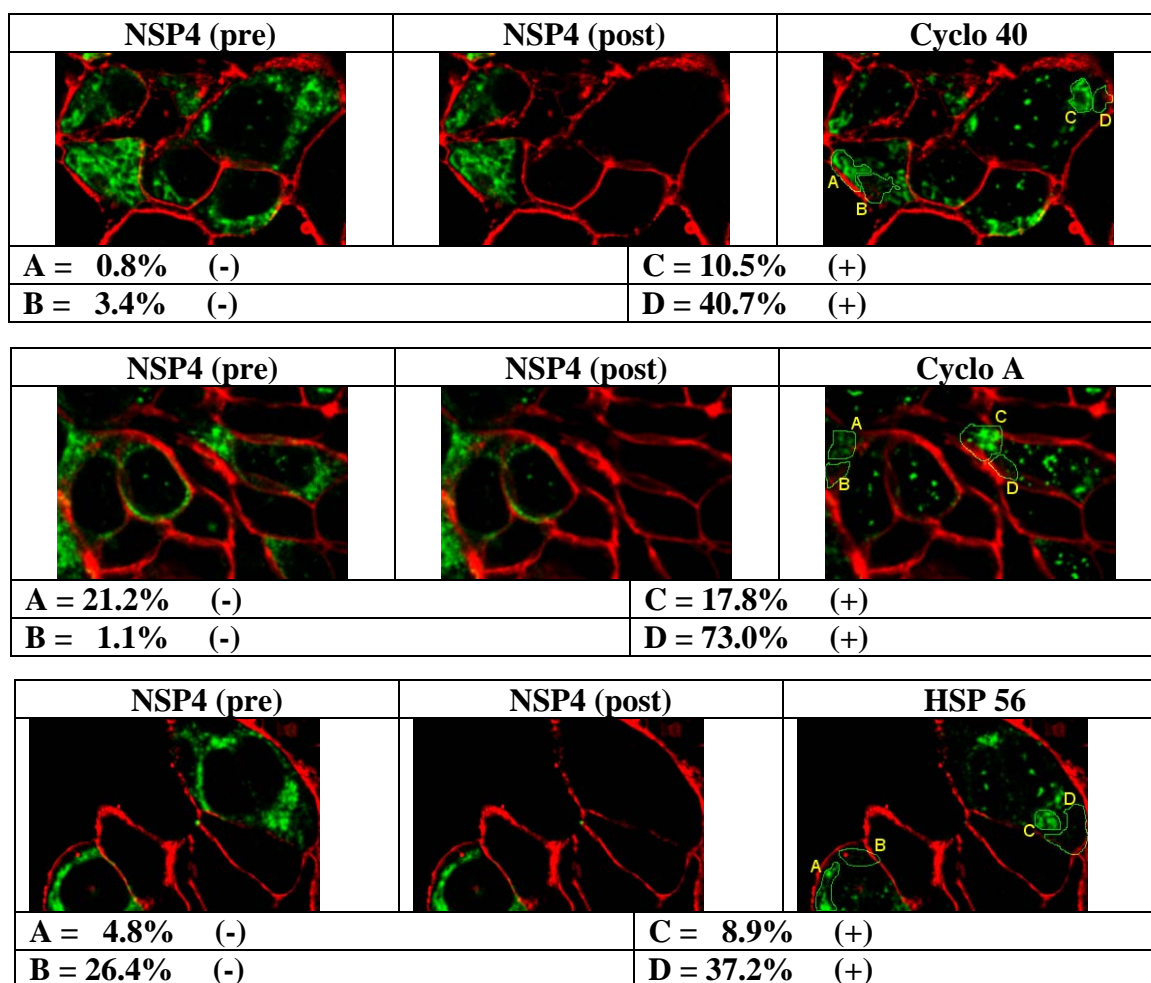 NSP4 (pre) NSP4 (post) Cyclo 40
C D
A
B
A = 0.8% (-) C = 10.5% (+)
B = 3.4% (-) D = 40.7% (+)
NSP4 (pre) NSP4 (post) Cyclo A
A C
B D
A = 21.2% (-) C = 17.8% (+)
B = 1.1% (-) D = 73.0% (+)
NSP4 (pre) NSP4 (post) HSP 56
D
C
B
A
A = 4.8% (-) C = 8.9% (+)
B = 26.4% (-) D = 37.2% (+)